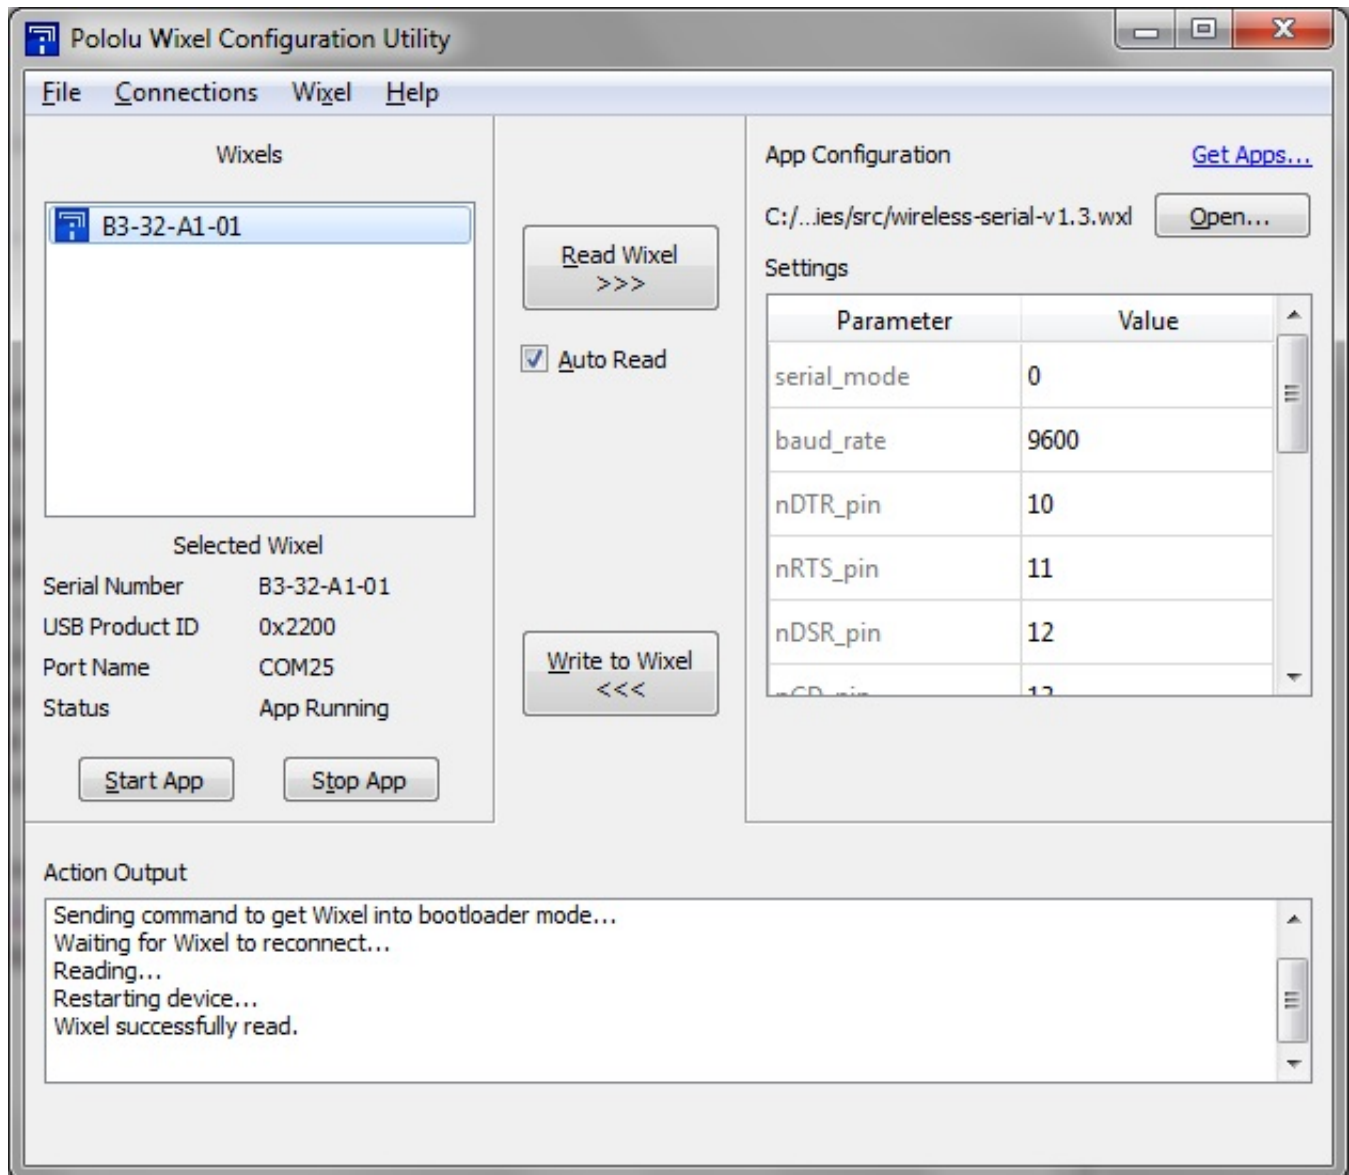 Pololu Wixel Configuration Utility
File Connections Wixel Help
Wixels
B3-32-A1-01
Selected Wixel
Serial Number B3-32-A1-01
USB Product ID 0x2200
Port Name COM25
Status App Running
Start App Stop App
Read Wixel
>>>
Auto Read
Write to Wixel
<<<
App Configuration Get Apps...
C:/...ies/src/wireless-serial-v1.3.wxl Open...
Settings
Parameter Value
serial_mode 0
baud_rate 9600
nDTR_pin 10
nRTS_pin 11
nDSR_pin 12
nCD_pin 13
Action Output
Sending command to get Wixel into bootloader mode...
Waiting for Wixel to reconnect...
Reading...
Restarting device...
Wixel successfully read.